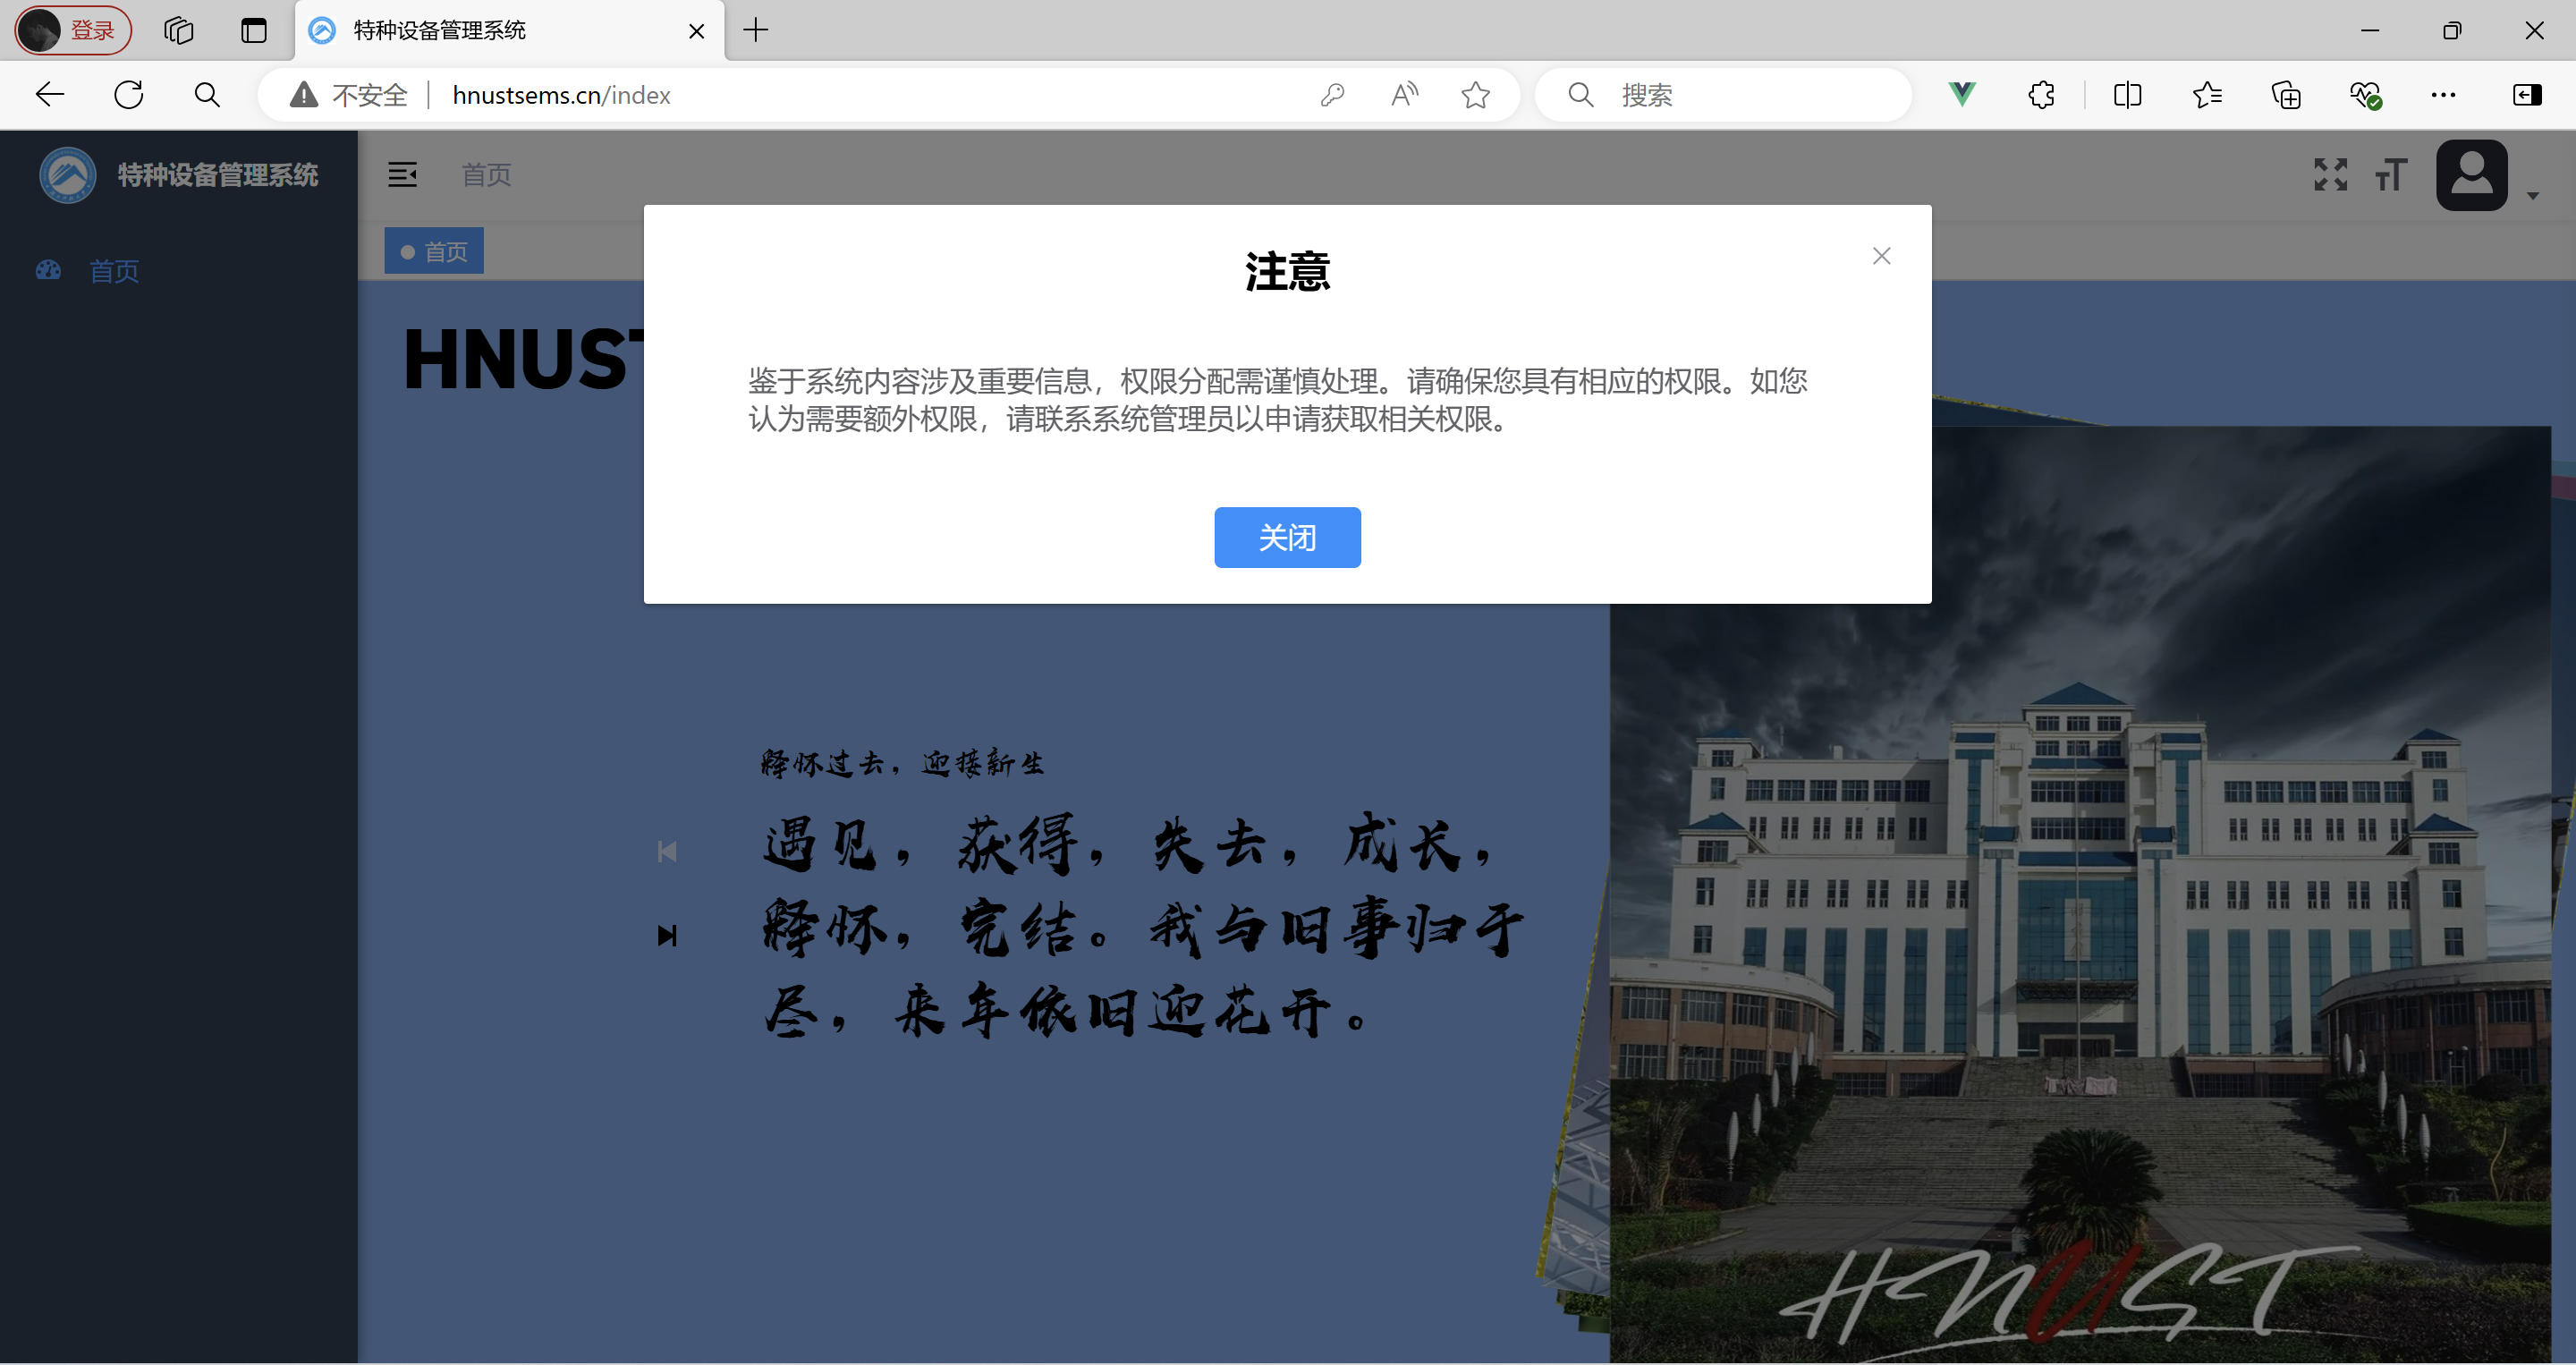 登录
特种设备管理系统
不安全
hnustsems.cn/index
搜索
特种设备管理系统
首页
首页
首页
注意
鉴于系统内容涉及重要信息，权限分配需谨慎处理。请确保您具有相应的权限。如您
认为需要额外权限，请联系系统管理员以申请获取相关权限。
关闭
HNUST
释怀过去，迎接新生
遇见，获得，失去，成长，
释怀，完结。我与旧事归于
尽，来年依旧迎花开。
HNUST